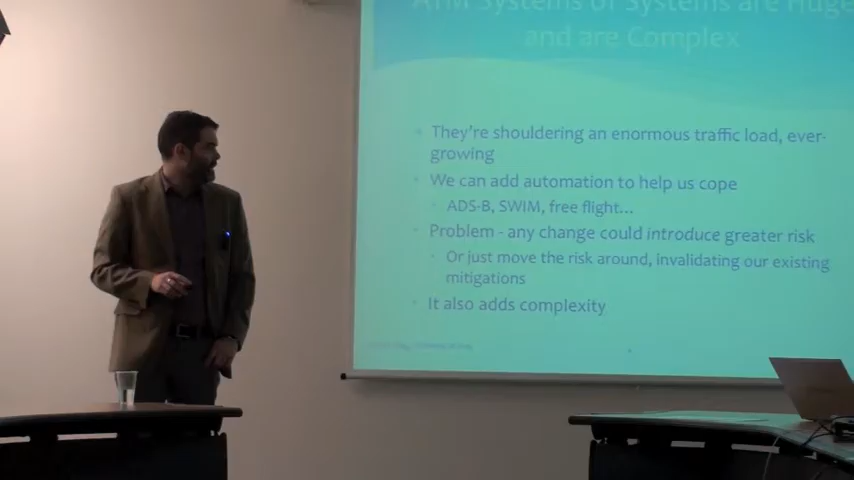 ATM Systems of Systems are Huge
and are Complex
They're shouldering an enormous traffic load, ever-
growing
We can add automation to help us cope
ADS-B, SWIM, free flight...
Problem - any change could introduce greater risk
Or just move the risk around, invalidating our existing
mitigations
It also adds complexity